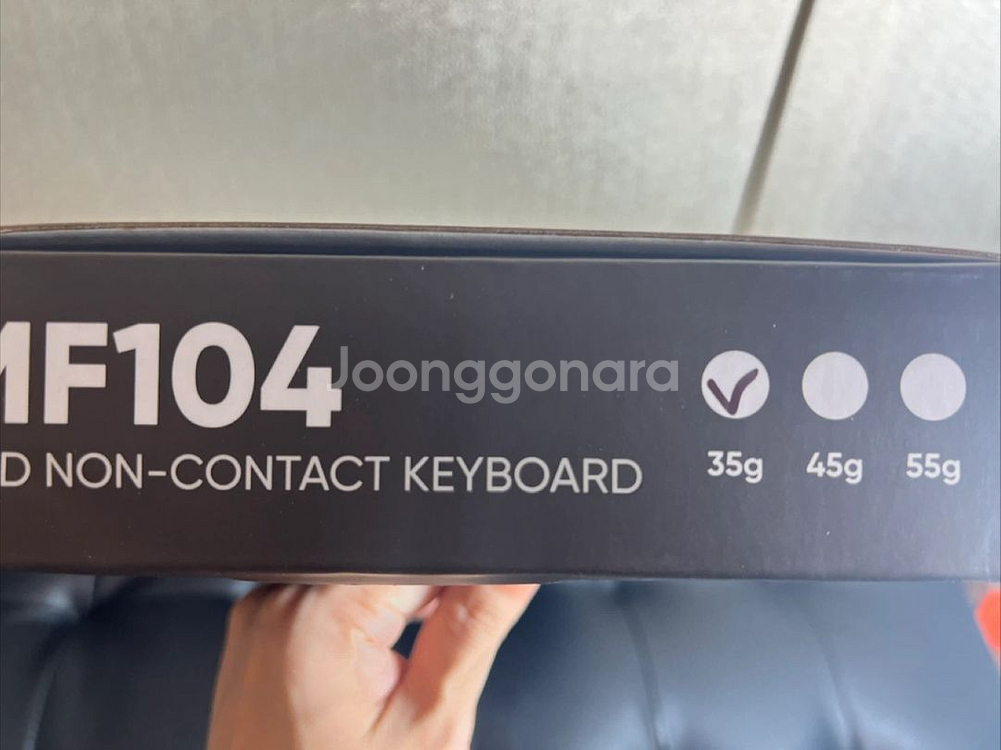 MF104
Joonggonara
D NON-CONTACT KEYBOARD
35g 45g 55g